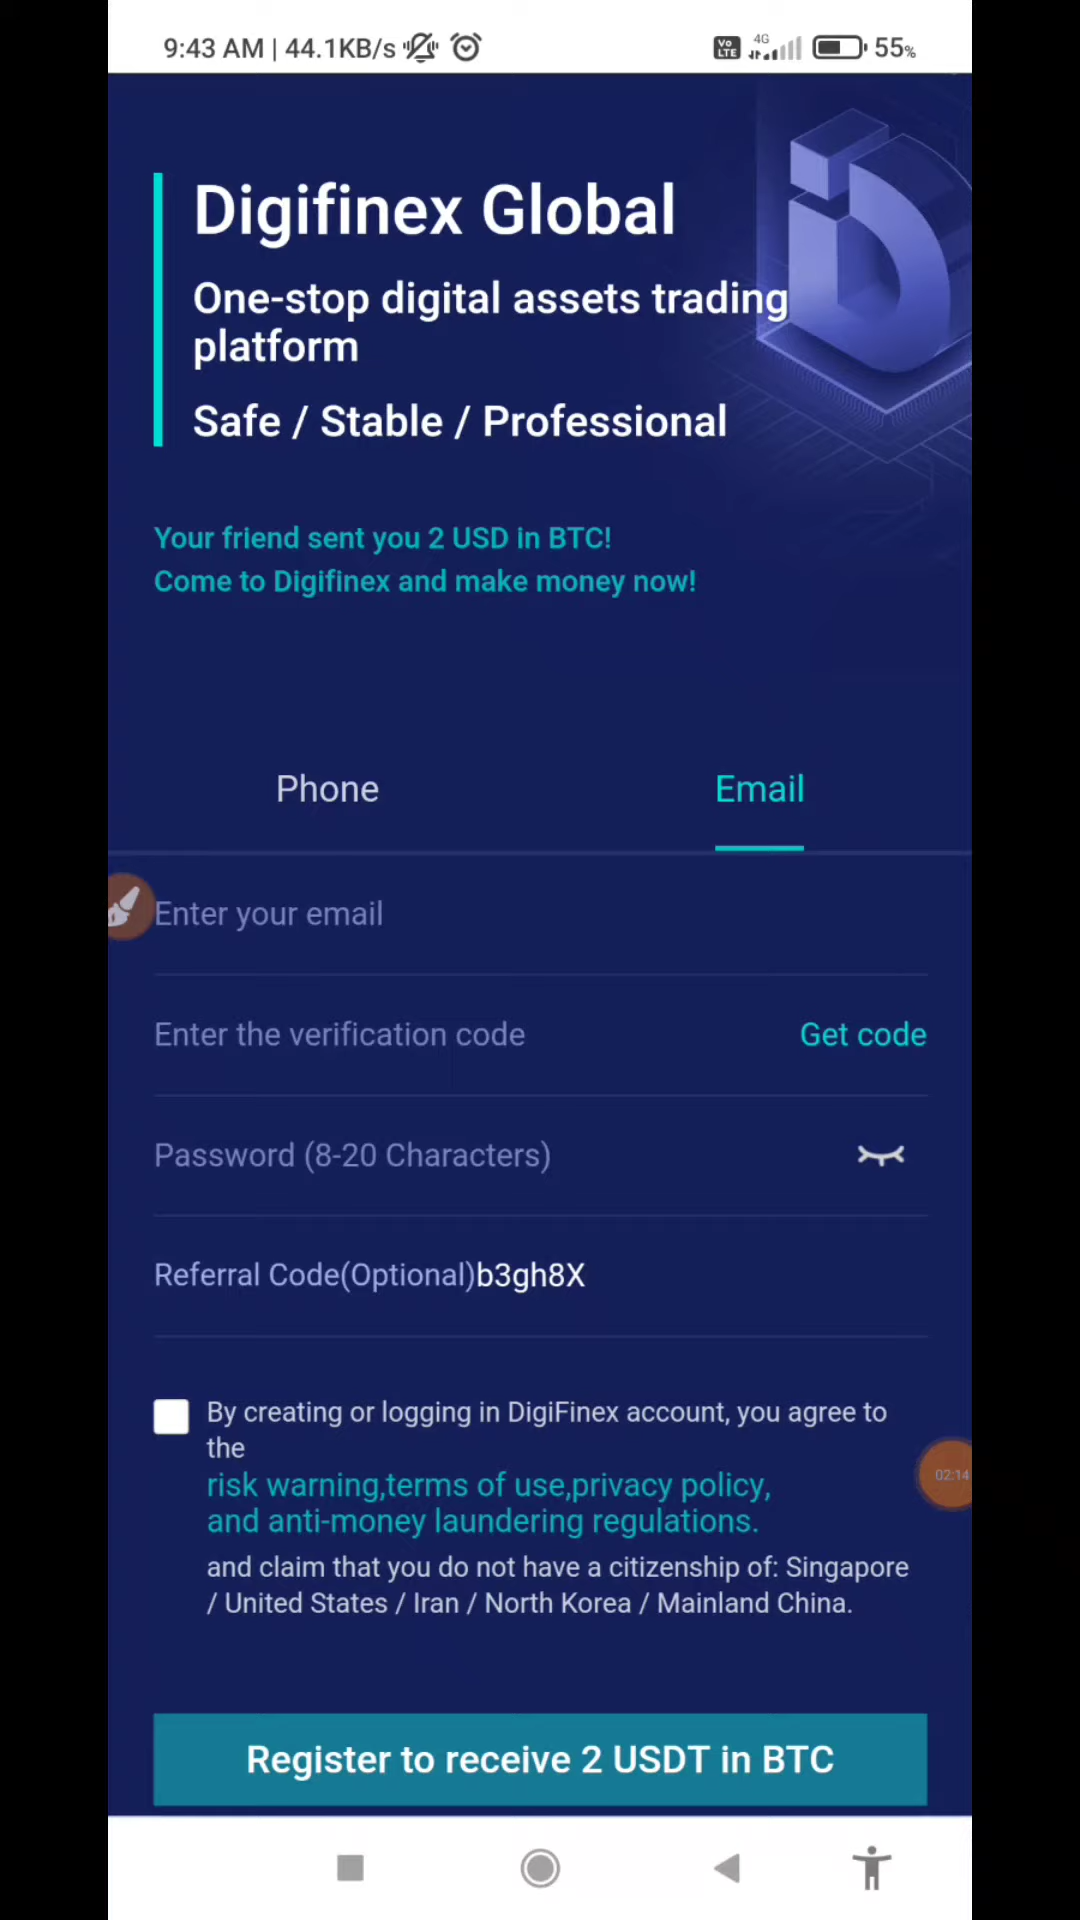 9:43 AM | 44.1KB/s
Vo LTE 4G 55%
Digifinex Global
One-stop digital assets trading
platform
Safe / Stable / Professional
Your friend sent you 2 USD in BTC!
Come to Digifinex and make money now!
Phone
Email
Enter your email
Enter the verification code
Get code
Password (8-20 Characters)
Referral Code(Optional)b3gh8X
By creating or logging in DigiFinex account, you agree to
the
risk warning,terms of use,privacy policy,
and anti-money laundering regulations.
02:14
and claim that you do not have a citizenship of: Singapore
/ United States / Iran / North Korea / Mainland China.
Register to receive 2 USDT in BTC